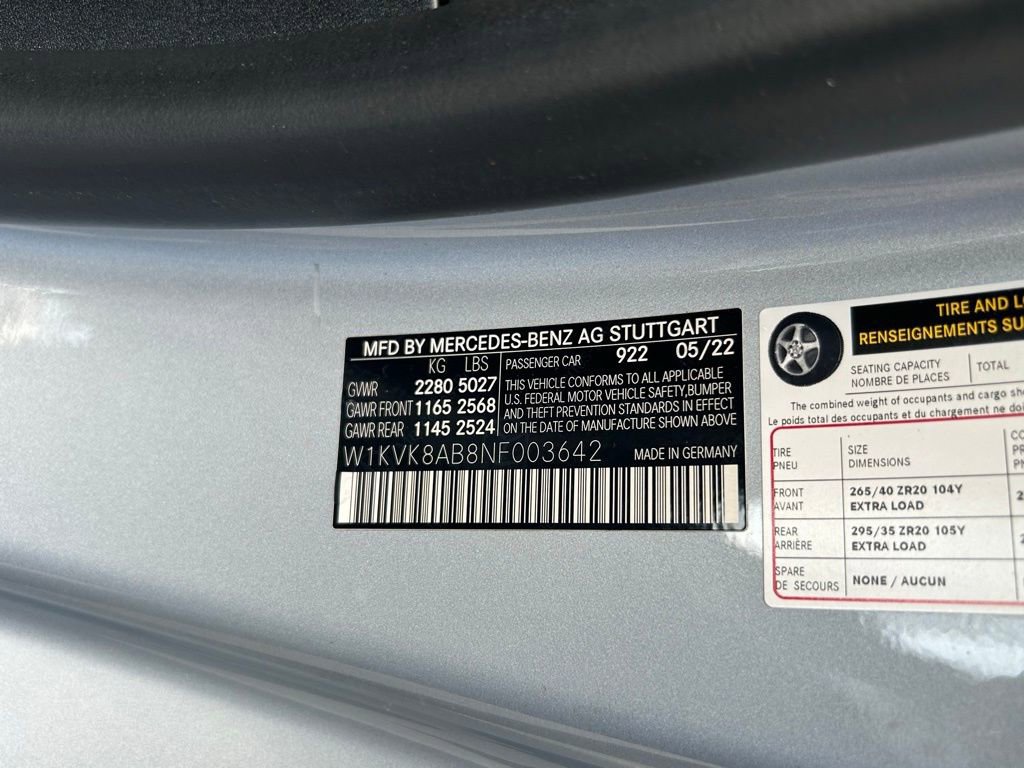 MFD BY MERCEDES-BENZ AG STUTTGART
KG LBS
GVWR 2280 5027
GAWR FRONT 1165 2568
GAWR REAR 1145 2524
PASSENGER CAR 922 05/22
THIS VEHICLE CONFORMS TO ALL APPLICABLE
U.S. FEDERAL MOTOR VEHICLE SAFETY,BUMPER
AND THEFT PREVENTION STANDARDS IN EFFECT
ON THE DATE OF MANUFACTURE SHOWN ABOVE
W1KVK8AB8NF003642 MADE IN GERMANY
TIRE AND
RENSEIGNEMENTS
SEATING CAPACITY
NOMBRE DE PLACES
TOTAL
The combined weight of occupants and cargo
Le poids total des occupants et du chargement ne
TIRE
PNEU
SIZE
DIMENSIONS
FRONT
AVANT
265/40 ZR20 104Y
EXTRA LOAD
REAR
ARRIÈRE
295/35 ZR20 105Y
EXTRA LOAD
SPARE
DE SECOURS
NONE / AUCUN